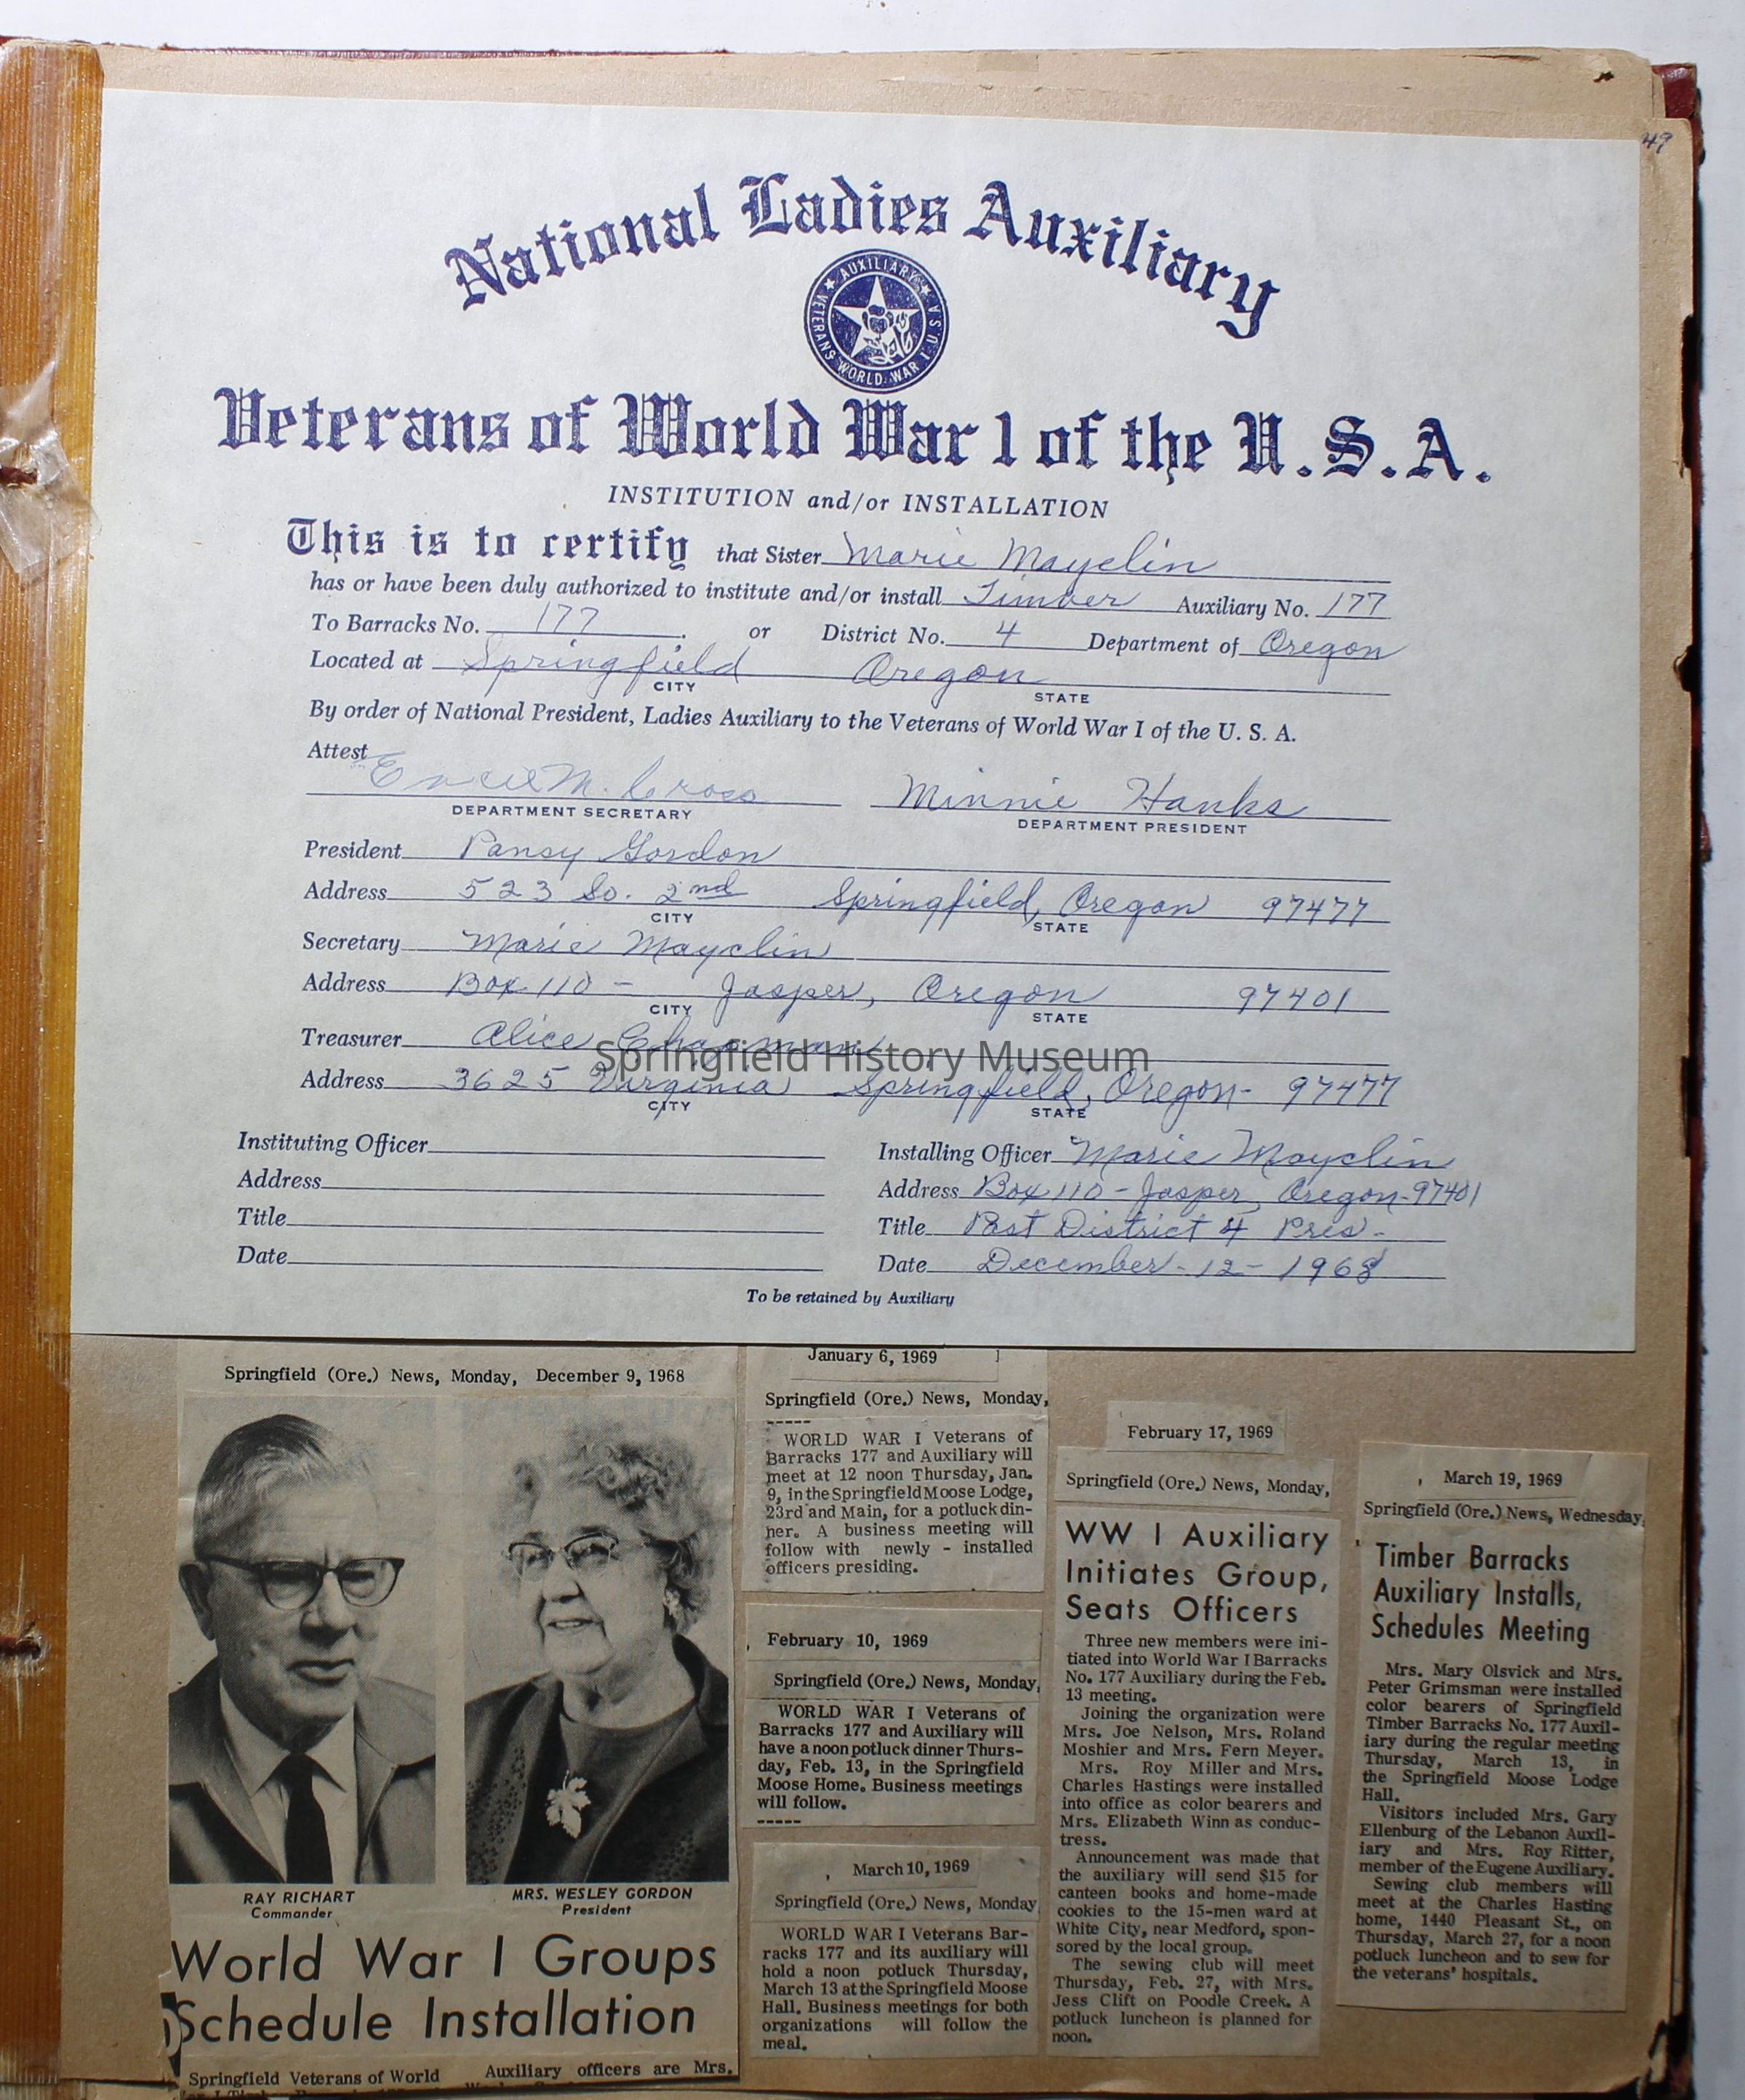 49
National Ladies Auxiliary
AUXILIARY VETERANS WORLD WAR I U.S.A.
Veterans of World War 1 of the U.S.A.
INSTITUTION and/or INSTALLATION
This is to certify that Sister Marie Mayclin
has or have been duly authorized to institute and/or install Timber Auxiliary No. 177
To Barracks No. 177. or District No. 4 Department of Oregon
Located at Springfield Oregon
CITY STATE
By order of National President, Ladies Auxiliary to the Veterans of World War I of the U. S. A.
Attest
M. Cross Minnie Hanks
DEPARTMENT SECRETARY DEPARTMENT PRESIDENT
President Pansy Gordon
Address 523 So. 2nd Springfield, Oregon 97477
CITY STATE
Secretary Marie Mayclin
Address Box 110 - Jasper, Oregon 97401
CITY STATE
Treasurer Alice Chapman
Springfield History Museum
Address 3625 Virginia Springfield, Oregon - 97477
CITY STATE
Instituting Officer
Address
Title
Date
Installing Officer Marie Mayclin
Address Box 110 - Jasper, Oregon - 97401
Title Past District 4 Pres.
Date December - 12 - 1968
To be retained by Auxiliary
Springfield (Ore.) News, Monday, December 9, 1968
RAY RICHART
Commander
MRS. WESLEY GORDON
President
World War I Groups
Schedule Installation
Springfield Veterans of World
Auxiliary officers are Mrs.
January 6, 1969
Springfield (Ore.) News, Monday,
-----
WORLD WAR I Veterans of
Barracks 177 and Auxiliary will
meet at 12 noon Thursday, Jan.
9, in the Springfield Moose Lodge,
23rd and Main, for a potluck din-
ner. A business meeting will
follow with newly - installed
officers presiding.
February 10, 1969
Springfield (Ore.) News, Monday,
WORLD WAR I Veterans of
Barracks 177 and Auxiliary will
have a noon potluck dinner Thurs-
day, Feb. 13, in the Springfield
Moose Home. Business meetings
will follow.
-----
March 10, 1969
Springfield (Ore.) News, Monday
WORLD WAR I Veterans Bar-
racks 177 and its auxiliary will
hold a noon potluck Thursday,
March 13 at the Springfield Moose
Hall. Business meetings for both
organizations will follow the
meal.
February 17, 1969
Springfield (Ore.) News, Monday,
WW I Auxiliary
Initiates Group,
Seats Officers
Three new members were ini-
tiated into World War I Barracks
No. 177 Auxiliary during the Feb.
13 meeting.
Joining the organization were
Mrs. Joe Nelson, Mrs. Roland
Moshier and Mrs. Fern Meyer.
Mrs. Roy Miller and Mrs.
Charles Hastings were installed
into office as color bearers and
Mrs. Elizabeth Winn as conduc-
tress.
Announcement was made that
the auxiliary will send $15 for
canteen books and home-made
cookies to the 15-men ward at
White City, near Medford, spon-
sored by the local group.
The sewing club will meet
Thursday, Feb. 27, with Mrs.
Jess Clift on Poodle Creek. A
potluck luncheon is planned for
noon.
March 19, 1969
Springfield (Ore.) News, Wednesday,
Timber Barracks
Auxiliary Installs,
Schedules Meeting
Mrs. Mary Olsvick and Mrs.
Peter Grimsman were installed
color bearers of Springfield
Timber Barracks No. 177 Auxil-
iary during the regular meeting
Thursday, March 13, in
the Springfield Moose Lodge
Hall.
Visitors included Mrs. Gary
Ellenburg of the Lebanon Auxil-
iary and Mrs. Roy Ritter,
member of the Eugene Auxiliary.
Sewing club members will
meet at the Charles Hasting
home, 1440 Pleasant St., on
Thursday, March 27, for a noon
potluck luncheon and to sew for
the veterans' hospitals.